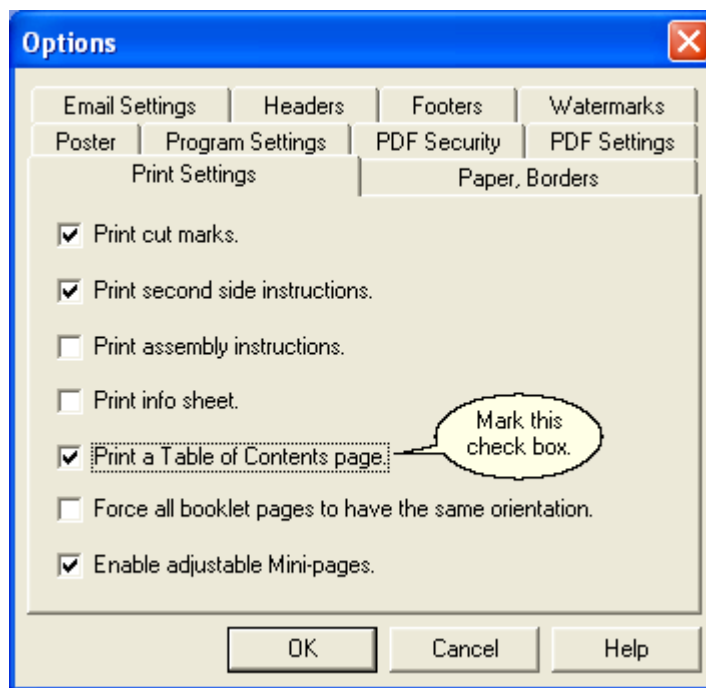 Options
Email Settings Headers Footers Watermarks
Poster Program Settings PDF Security PDF Settings
Print Settings Paper, Borders
Print cut marks.
Print second side instructions.
Print assembly instructions.
Print info sheet.
Mark this
check box.
Print a Table of Contents page.
Force all booklet pages to have the same orientation.
Enable adjustable Mini-pages.
OK Cancel Help